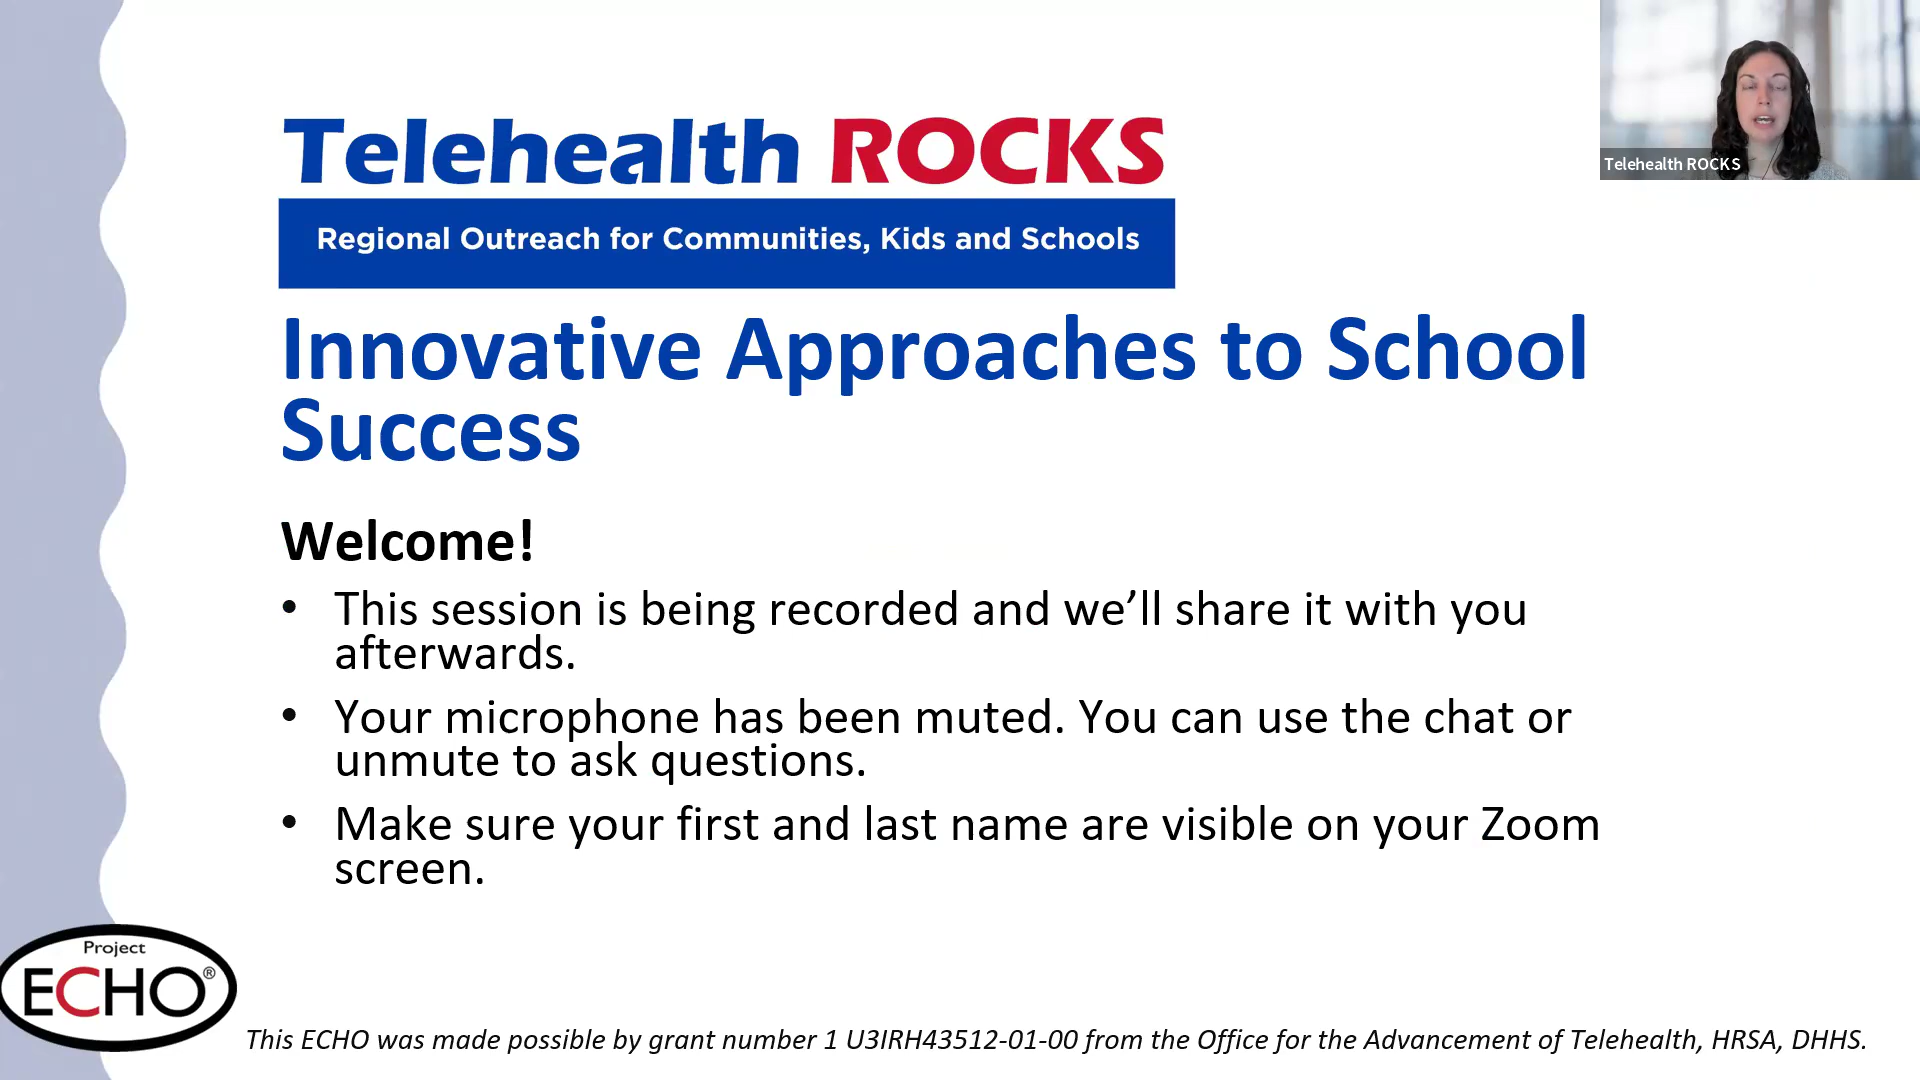 Telehealth ROCKS
Regional Outreach for Communities, Kids and Schools
Telehealth ROCKS
Innovative Approaches to School
Success
Welcome!
• This session is being recorded and we’ll share it with you
afterwards.
• Your microphone has been muted. You can use the chat or
unmute to ask questions.
• Make sure your first and last name are visible on your Zoom
screen.
Project
ECHO®
This ECHO was made possible by grant number 1 U3IRH43512-01-00 from the Office for the Advancement of Telehealth, HRSA, DHHS.